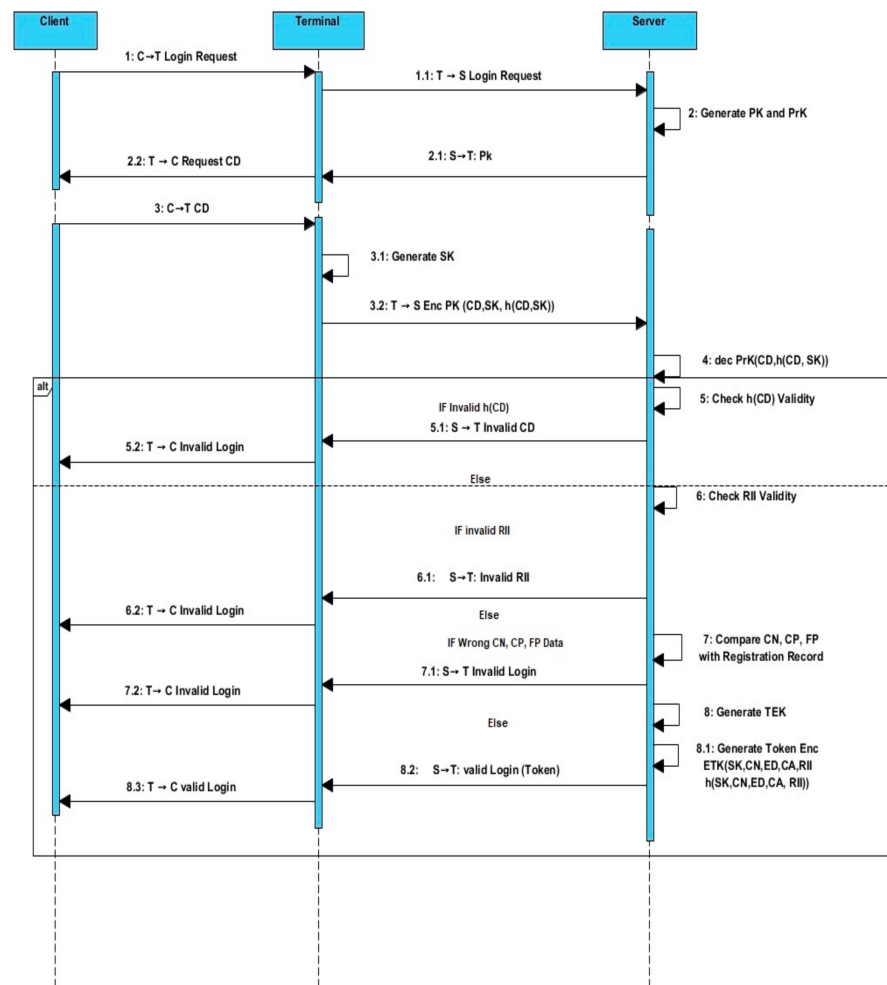 Client
Terminal
Server
1: C→T Login Request
1.1: T → S Login Request
2: Generate PK and PrK
2.1: S→T: Pk
2.2: T → C Request CD
3: C→T CD
3.1: Generate SK
3.2: T → S Enc PK (CD,SK, h(CD,SK))
4: dec PrK(CD,h(CD, SK))
alt
5: Check h(CD) Validity
IF Invalid h(CD)
5.1: S → T Invalid CD
5.2: T → C Invalid Login
Else
6: Check RII Validity
IF invalid RII
6.1: S→T: Invalid RII
6.2: T → C Invalid Login
Else
IF Wrong CN, CP, FP Data
7: Compare CN, CP, FP
with Registration Record
7.1: S→ T Invalid Login
7.2: T→ C Invalid Login
8: Generate TEK
Else
8.1: Generate Token Enc
ETK(SK,CN,ED,CA,RII
h(SK,CN,ED,CA, RII))
8.2: S→T: valid Login (Token)
8.3: T → C valid Login